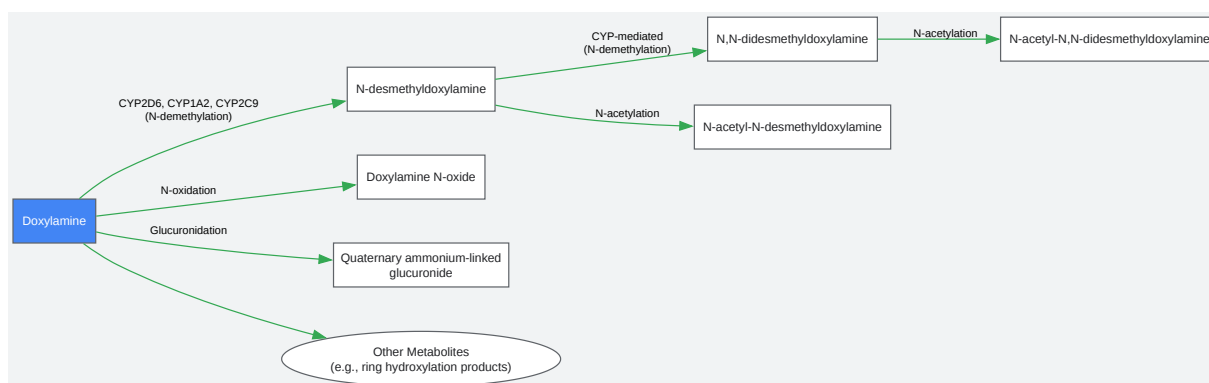 CYP-mediated
(N-demethylation)
N,N-didesmethyldoxylamine
N-acetylation
N-acetyl-N,N-didesmethyldoxylamine
CYP2D6, CYP1A2, CYP2C9
(N-demethylation)
N-desmethyldoxylamine
N-acetylation
N-acetyl-N-desmethyldoxylamine
N-oxidation
Doxylamine N-oxide
Doxylamine
Glucuronidation
Quaternary ammonium-linked
glucuronide
Other Metabolites
(e.g., ring hydroxylation products)